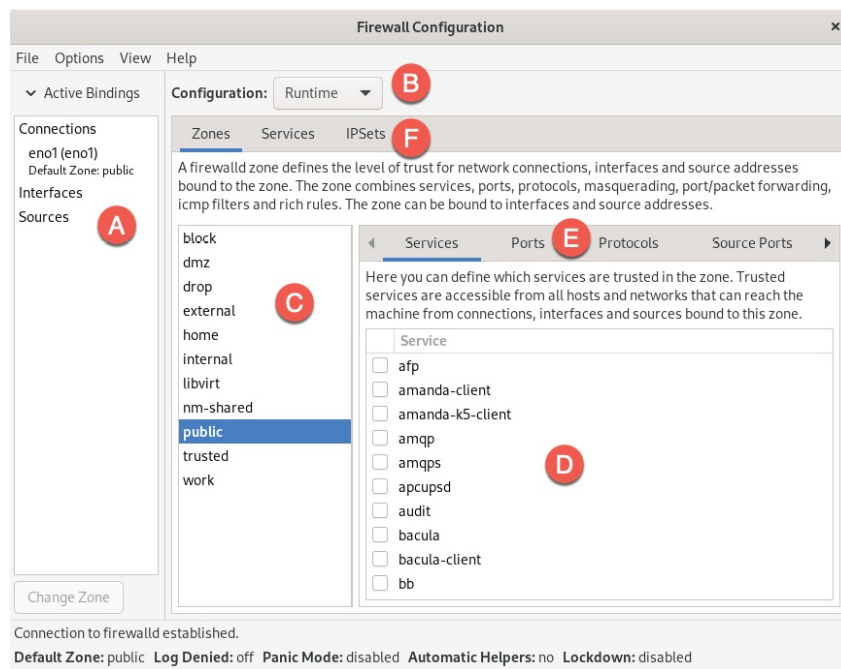 Firewall Configuration ×
File Options View Help
Active Bindings
Configuration: Runtime B
Connections
eno1 (eno1)
Default Zone: public
Interfaces
Sources
A
Zones Services IPSets F
A firewalld zone defines the level of trust for network connections, interfaces and source addresses
bound to the zone. The zone combines services, ports, protocols, masquerading, port/packet forwarding,
icmp filters and rich rules. The zone can be bound to interfaces and source addresses.
block
dmz
drop
external
home
internal
libvirt
nm-shared
public
trusted
work
C
Services Ports E Protocols Source Ports
Here you can define which services are trusted in the zone. Trusted
services are accessible from all hosts and networks that can reach the
machine from connections, interfaces and sources bound to this zone.
Service
afp
amanda-client
amanda-k5-client
amqp
amqps
apcupsd
audit
bacula
bacula-client
bb
D
Change Zone
Connection to firewalld established.
Default Zone: public Log Denied: off Panic Mode: disabled Automatic Helpers: no Lockdown: disabled